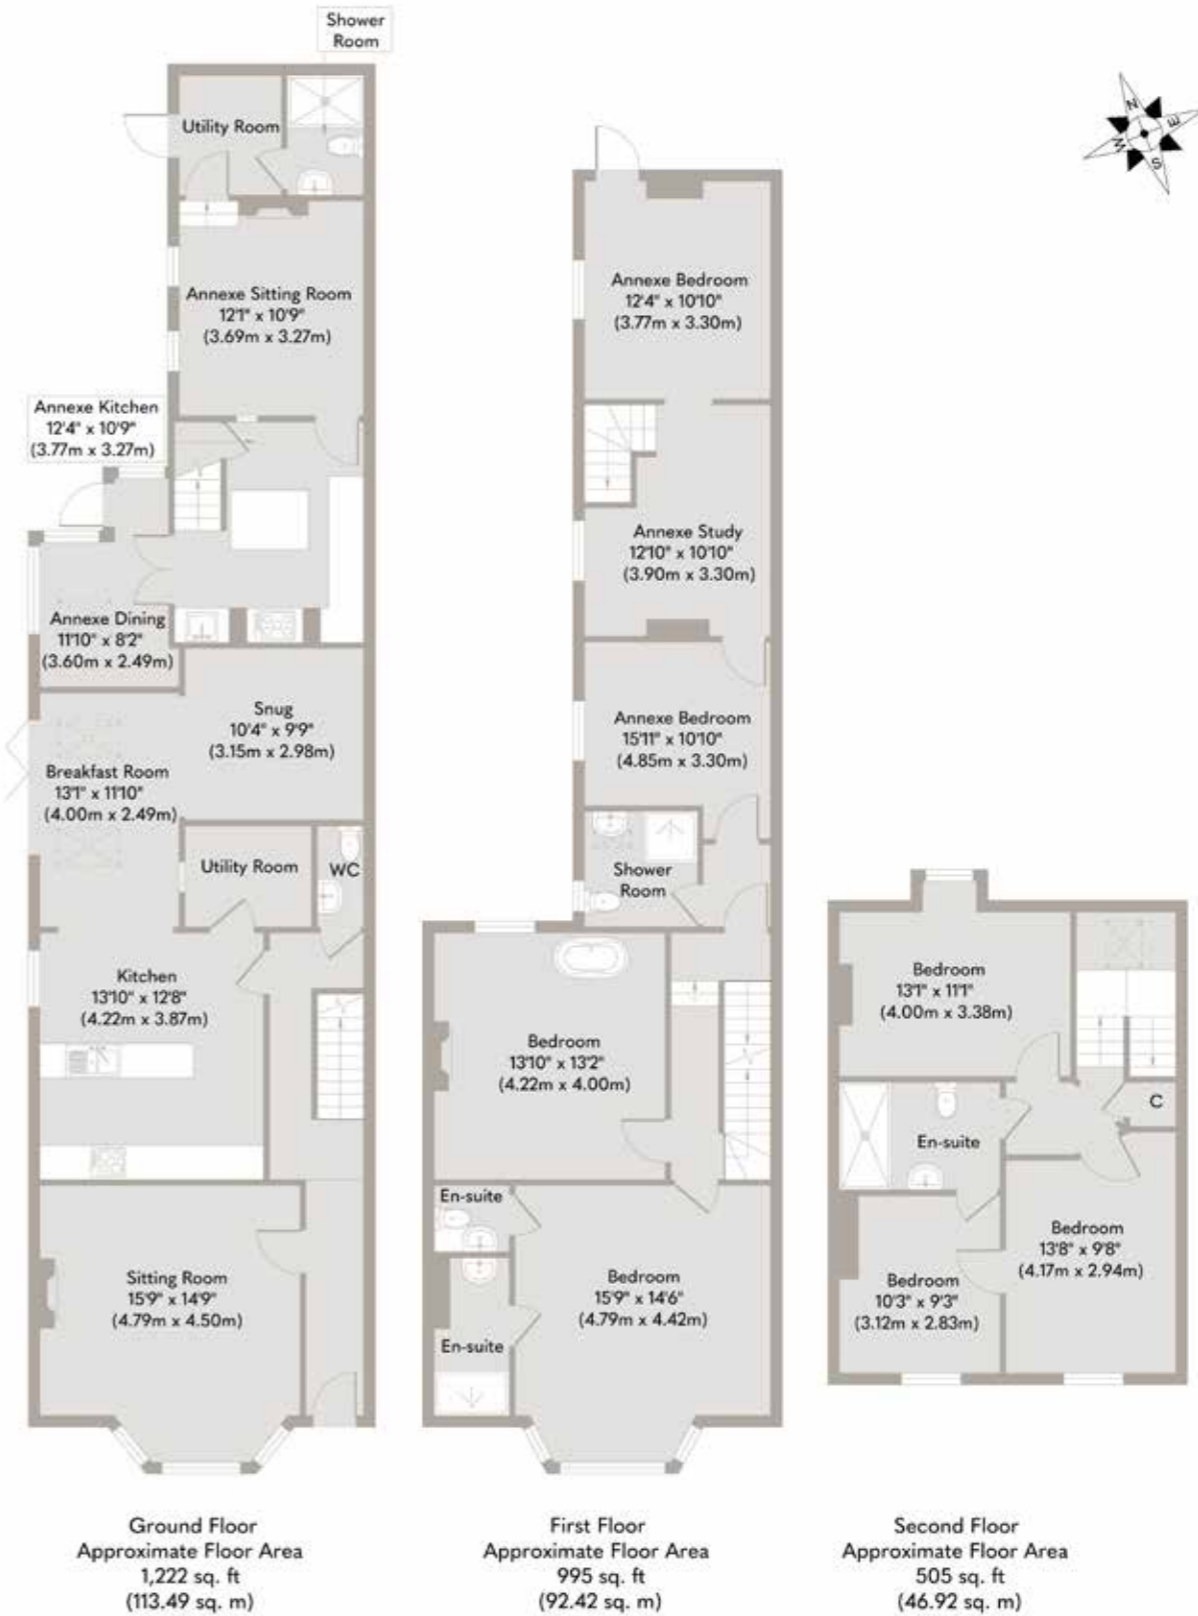 Shower
Room
Utility Room
Annexe Sitting Room
12'1" x 10'9"
(3.69m x 3.27m)
Annexe Kitchen
12'4" x 10'9"
(3.77m x 3.27m)
Annexe Dining
11'10" x 8'2"
(3.60m x 2.49m)
Snug
10'4" x 9'9"
(3.15m x 2.98m)
Breakfast Room
13'1" x 11'10"
(4.00m x 2.49m)
Utility Room
WC
Kitchen
13'10" x 12'8"
(4.22m x 3.87m)
Sitting Room
15'9" x 14'9"
(4.79m x 4.50m)
Ground Floor
Approximate Floor Area
1,222 sq. ft
(113.49 sq. m)
Annexe Bedroom
12'4" x 10'10"
(3.77m x 3.30m)
Annexe Study
12'10" x 10'10"
(3.90m x 3.30m)
Annexe Bedroom
15'11" x 10'10"
(4.85m x 3.30m)
Shower
Room
Bedroom
13'10" x 13'2"
(4.22m x 4.00m)
En-suite
Bedroom
15'9" x 14'6"
(4.79m x 4.42m)
En-suite
First Floor
Approximate Floor Area
995 sq. ft
(92.42 sq. m)
N
E
S
W
Bedroom
13'1" x 11'1"
(4.00m x 3.38m)
C
En-suite
Bedroom
13'8" x 9'8"
(4.17m x 2.94m)
Bedroom
10'3" x 9'3"
(3.12m x 2.83m)
Second Floor
Approximate Floor Area
505 sq. ft
(46.92 sq. m)